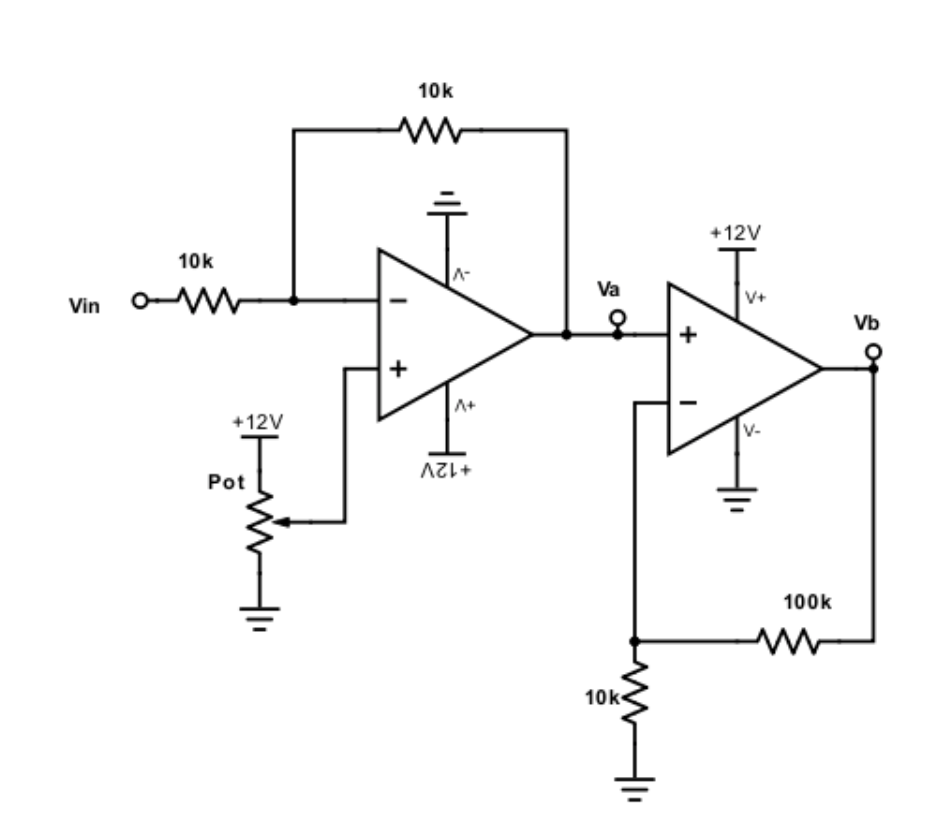 10k
+12V
10k
V-
V+
Va
Vin
−
+
Vb
+
−
+12V
V+
V-
Pot
+12V
100k
10k